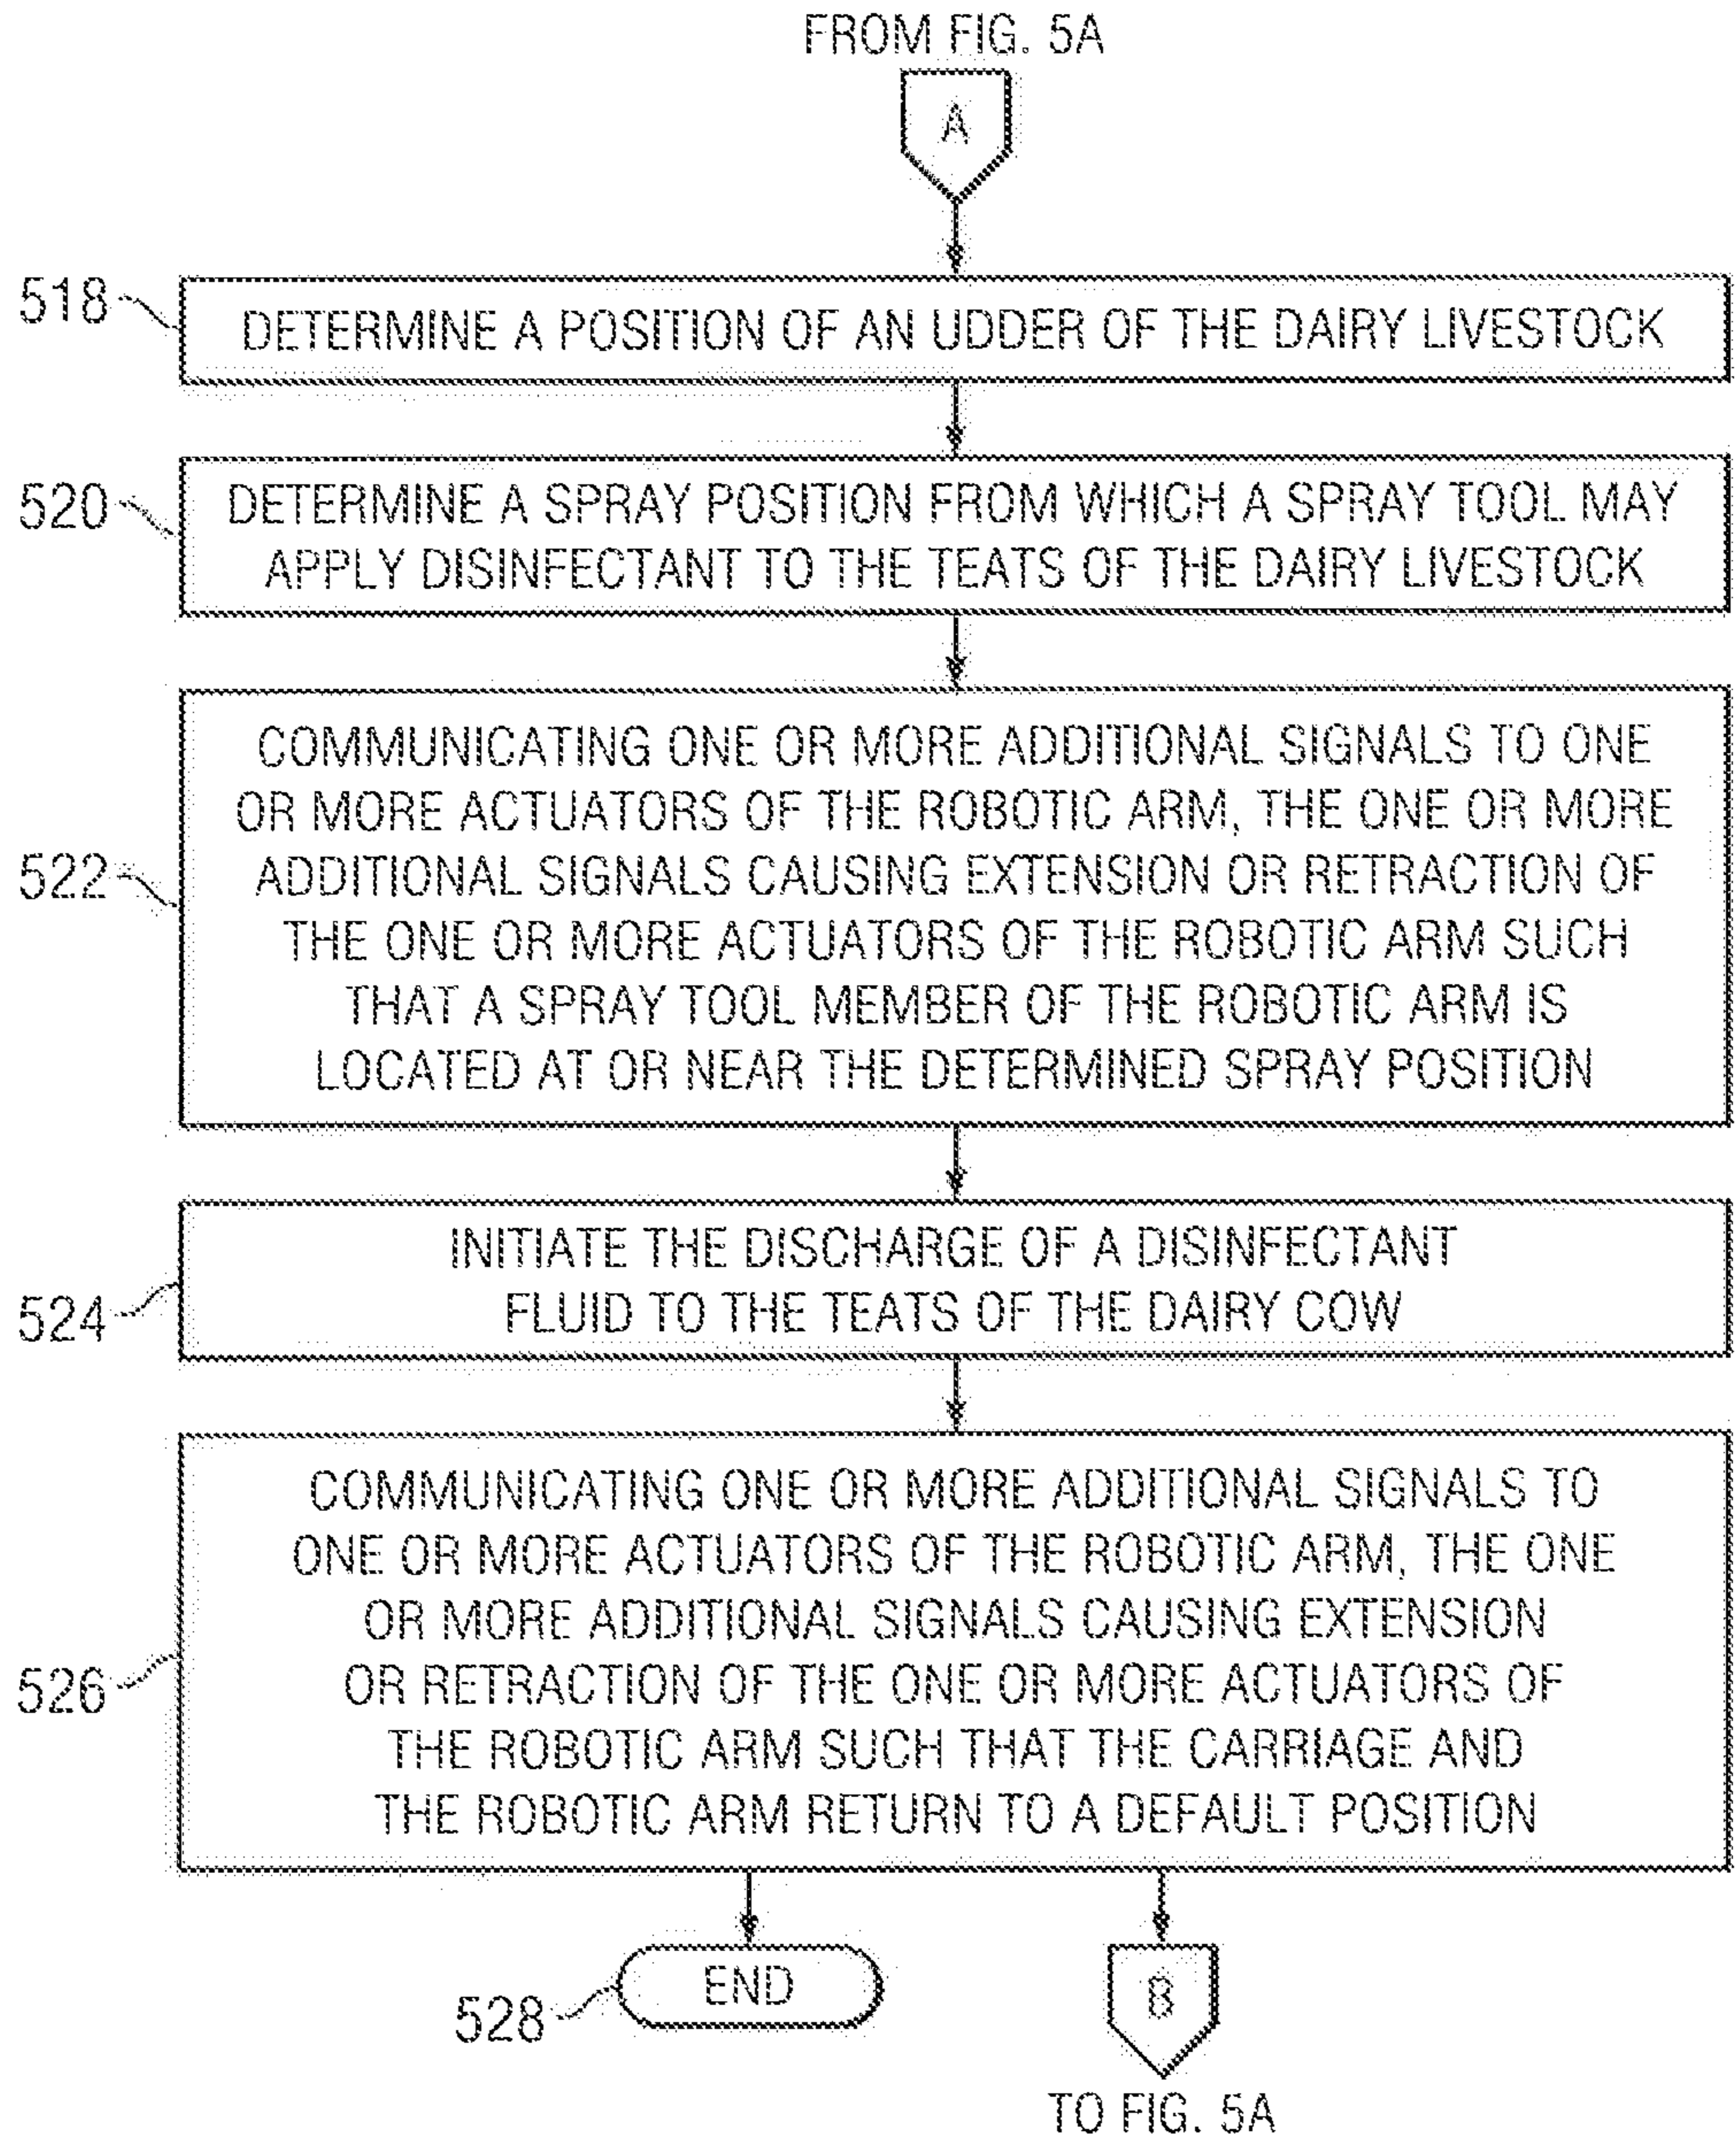 FROM FIG. 5A
A
518
DETERMINE A POSITION OF AN UDDER OF THE DAIRY LIVESTOCK
520
DETERMINE A SPRAY POSITION FROM WHICH A SPRAY TOOL MAY
APPLY DISINFECTANT TO THE TEATS OF THE DAIRY LIVESTOCK
522
COMMUNICATING ONE OR MORE ADDITIONAL SIGNALS TO ONE
OR MORE ACTUATORS OF THE ROBOTIC ARM, THE ONE OR MORE
ADDITIONAL SIGNALS CAUSING EXTENSION OR RETRACTION OF
THE ONE OR MORE ACTUATORS OF THE ROBOTIC ARM SUCH
THAT A SPRAY TOOL MEMBER OF THE ROBOTIC ARM IS
LOCATED AT OR NEAR THE DETERMINED SPRAY POSITION
524
INITIATE THE DISCHARGE OF A DISINFECTANT
FLUID TO THE TEATS OF THE DAIRY COW
526
COMMUNICATING ONE OR MORE ADDITIONAL SIGNALS TO
ONE OR MORE ACTUATORS OF THE ROBOTIC ARM, THE ONE
OR MORE ADDITIONAL SIGNALS CAUSING EXTENSION
OR RETRACTION OF THE ONE OR MORE ACTUATORS OF
THE ROBOTIC ARM SUCH THAT THE CARRIAGE AND
THE ROBOTIC ARM RETURN TO A DEFAULT POSITION
528
END
B
TO FIG. 5A